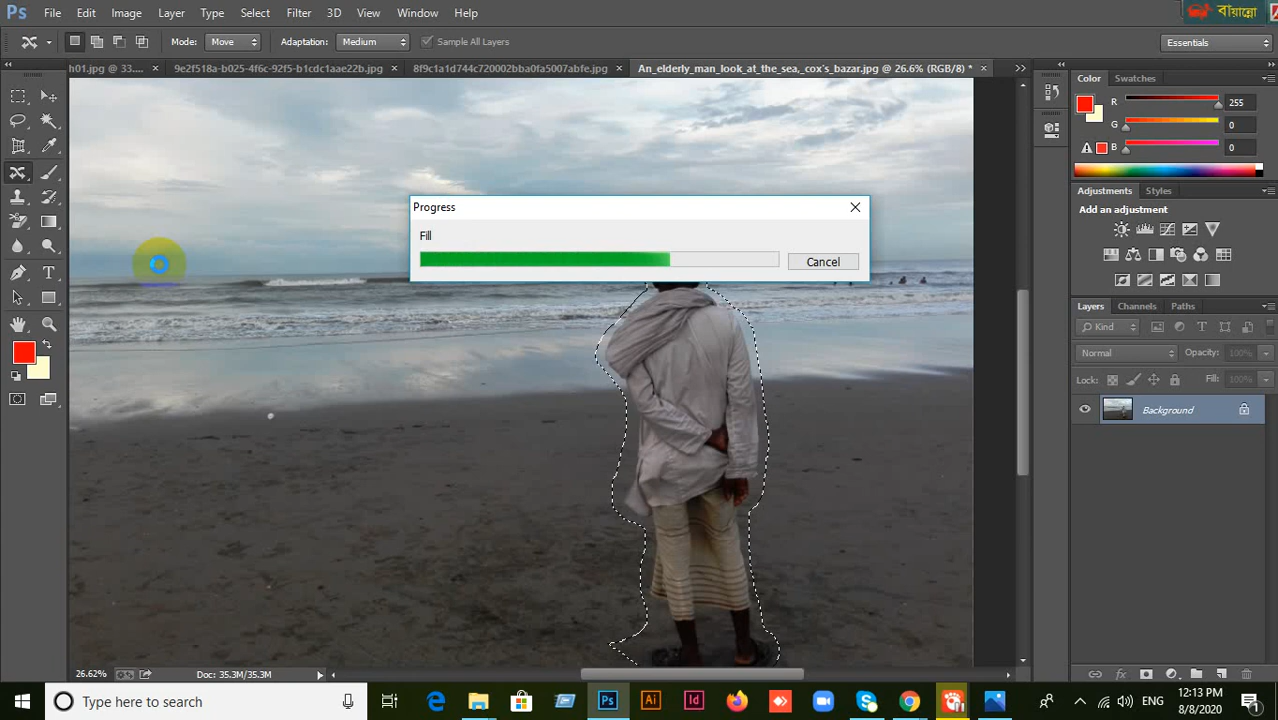 Ps File Edit Image Layer Type Select Filter 3D View Window Help
বায়ান্নো
Mode: Move Adaptation: Medium Sample All Layers Essentials
h01.jpg @ 33.... 9e2f518a-b025-4f6c-92f5-b1cdc1aae22b.jpg 8f9c1a1d744c720002bba0fa5007abfe.jpg An_elderly_man_look_at_the_sea,_cox's_bazar.jpg @ 26.6% (RGB/8) *
Color Swatches
R 255
G 0
B 0
Adjustments Styles
Add an adjustment
Progress
Fill
Cancel
Layers Channels Paths
Kind
Normal Opacity: 100%
Lock: Fill: 100%
Background
26.62% Doc: 35.3M/35.3M
Type here to search
Ps Ai Id
ENG
12:13 PM
8/8/2020
1